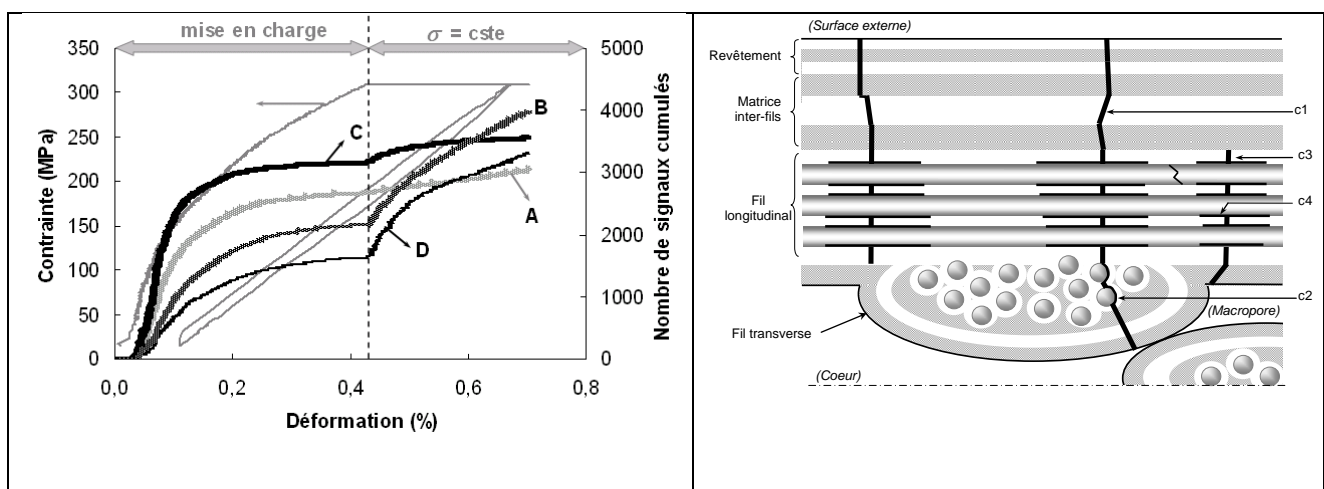 mise en charge
σ = cste
350
300
250
200
150
100
50
0
Contrainte (MPa)
5000
4000
3000
2000
1000
0
Nombre de signaux cumulés
B
C
A
D
0,0
0,2
0,4
0,6
0,8
Déformation (%)
(Surface externe)
Revêtement
Matrice
inter-fils
c1
c3
Fil
longitudinal
c4
c2
Fil transverse
(Macropore)
(Coeur)